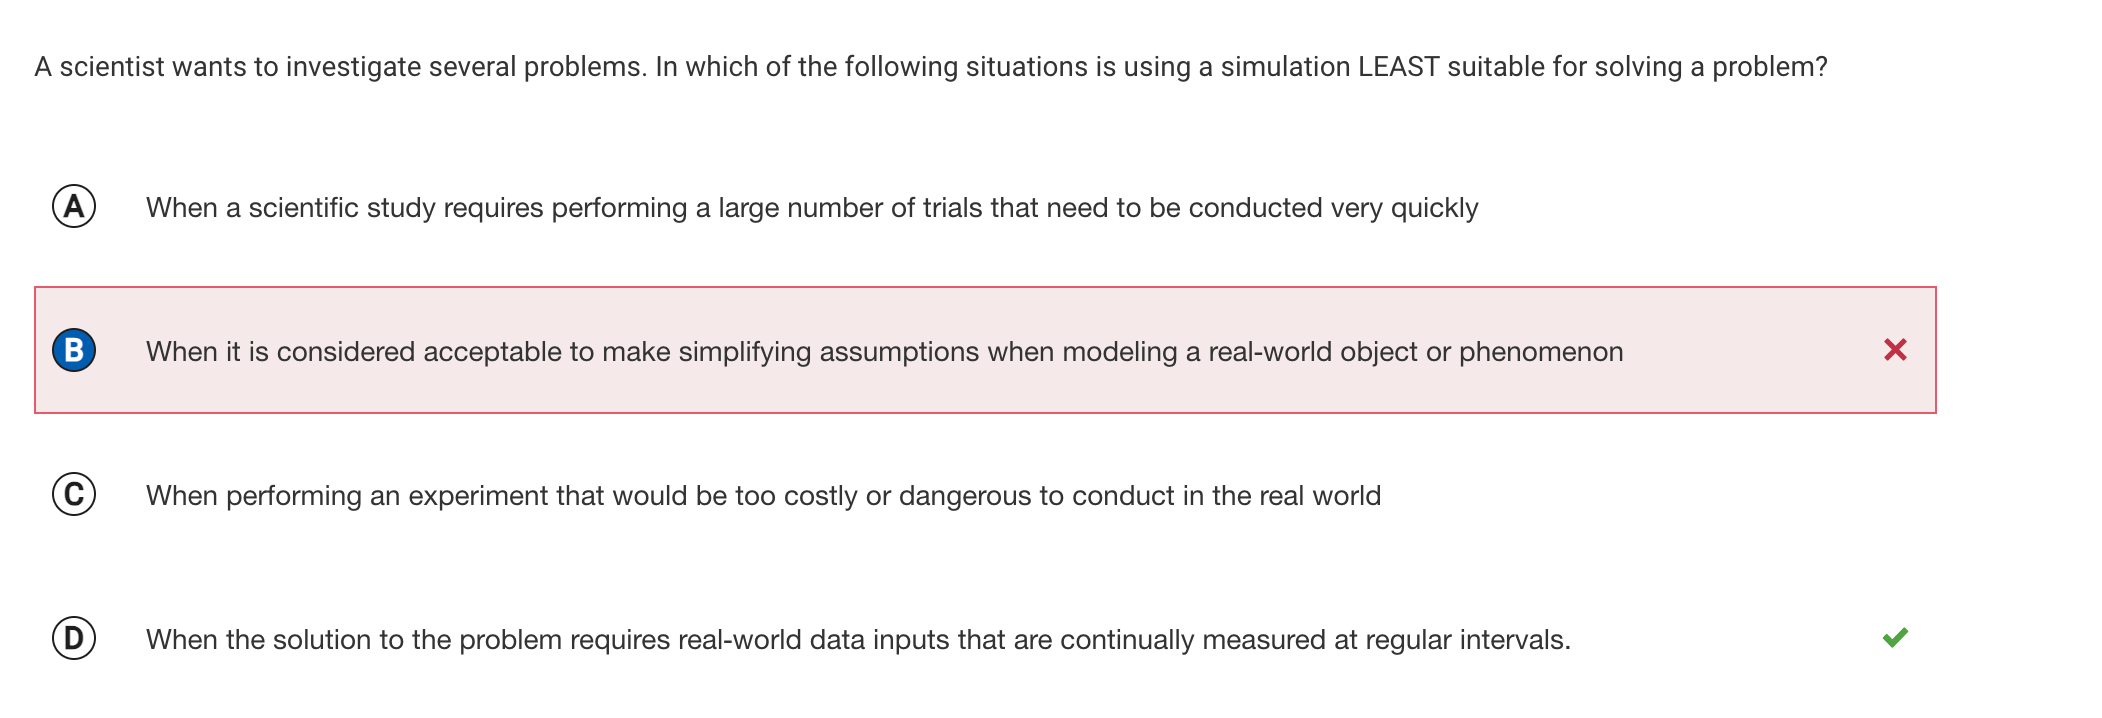 A scientist wants to investigate several problems. In which of the following situations is using a simulation LEAST suitable for solving a problem?
A When a scientific study requires performing a large number of trials that need to be conducted very quickly
B When it is considered acceptable to make simplifying assumptions when modeling a real-world object or phenomenon
C When performing an experiment that would be too costly or dangerous to conduct in the real world
D When the solution to the problem requires real-world data inputs that are continually measured at regular intervals.